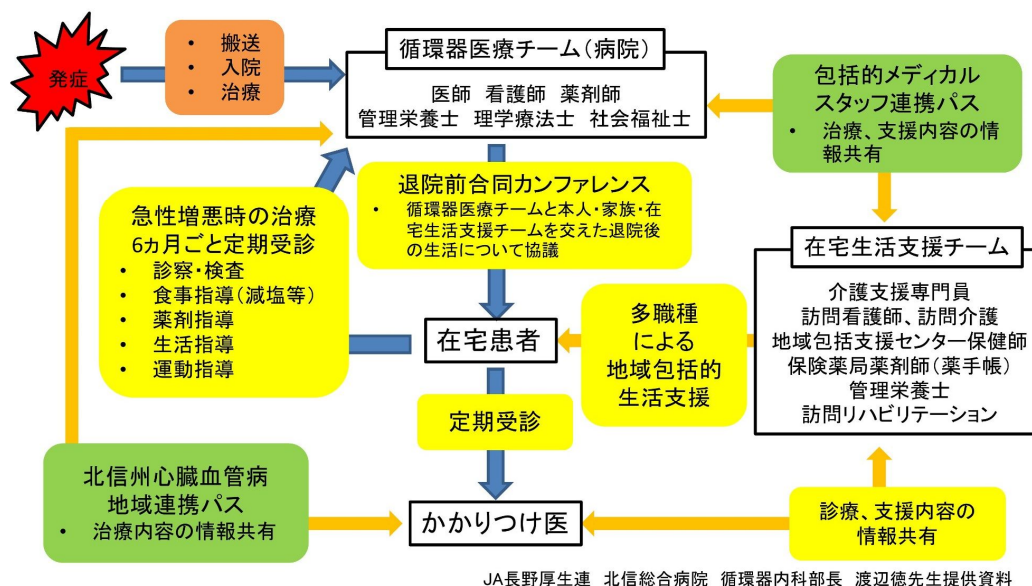 発症
• 搬送
• 入院
• 治療
循環器医療チーム（病院）
医師　看護師　薬剤師
管理栄養士　理学療法士　社会福祉士
包括的メディカル
スタッフ連携パス
• 治療、支援内容の情
報共有
退院前合同カンファレンス
• 循環器医療チームと本人・家族・在
宅生活支援チームを交えた退院後
の生活について協議
急性増悪時の治療
6ヵ月ごと定期受診
• 診察・検査
• 食事指導（減塩等）
• 薬剤指導
• 生活指導
• 運動指導
在宅患者
多職種
による
地域包括的
生活支援
在宅生活支援チーム
介護支援専門員
訪問看護師、訪問介護
地域包括支援センター保健師
保険薬局薬剤師（薬手帳）
管理栄養士
訪問リハビリテーション
定期受診
北信州心臓血管病
地域連携パス
• 治療内容の情報共有
かかりつけ医
診療、支援内容の
情報共有
JA長野厚生連　北信総合病院　循環器内科部長　渡辺徳先生提供資料